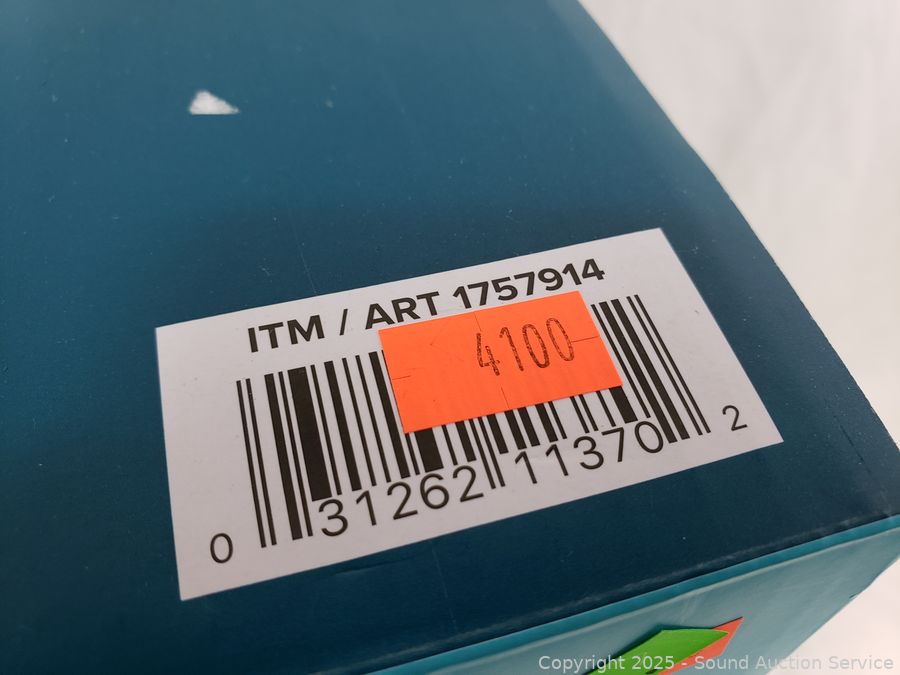 ITM / ART 1757914
4100
0 31262 11370 2
Copyright 2025 - Sound Auction Service